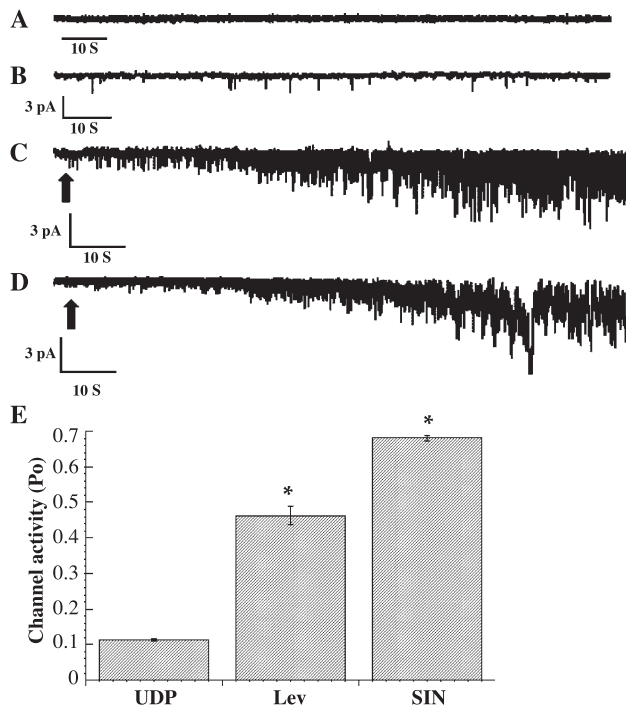 A
10 S
B
3 pA
10 S
C
3 pA
10 S
D
3 pA
10 S
E
Channel activity (Po)
0.7
0.6
0.5
0.4
0.3
0.2
0.1
0
*
*
UDP Lev SIN